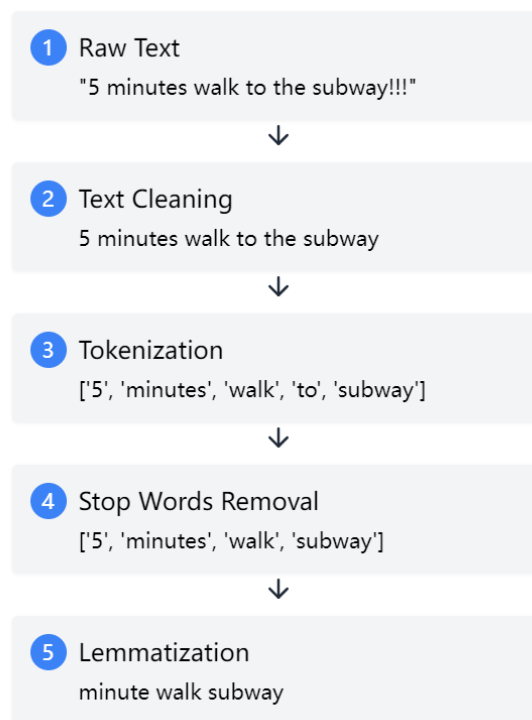 1 Raw Text
"5 minutes walk to the subway!!!"
2 Text Cleaning
5 minutes walk to the subway
3 Tokenization
['5', 'minutes', 'walk', 'to', 'subway']
4 Stop Words Removal
['5', 'minutes', 'walk', 'subway']
5 Lemmatization
minute walk subway